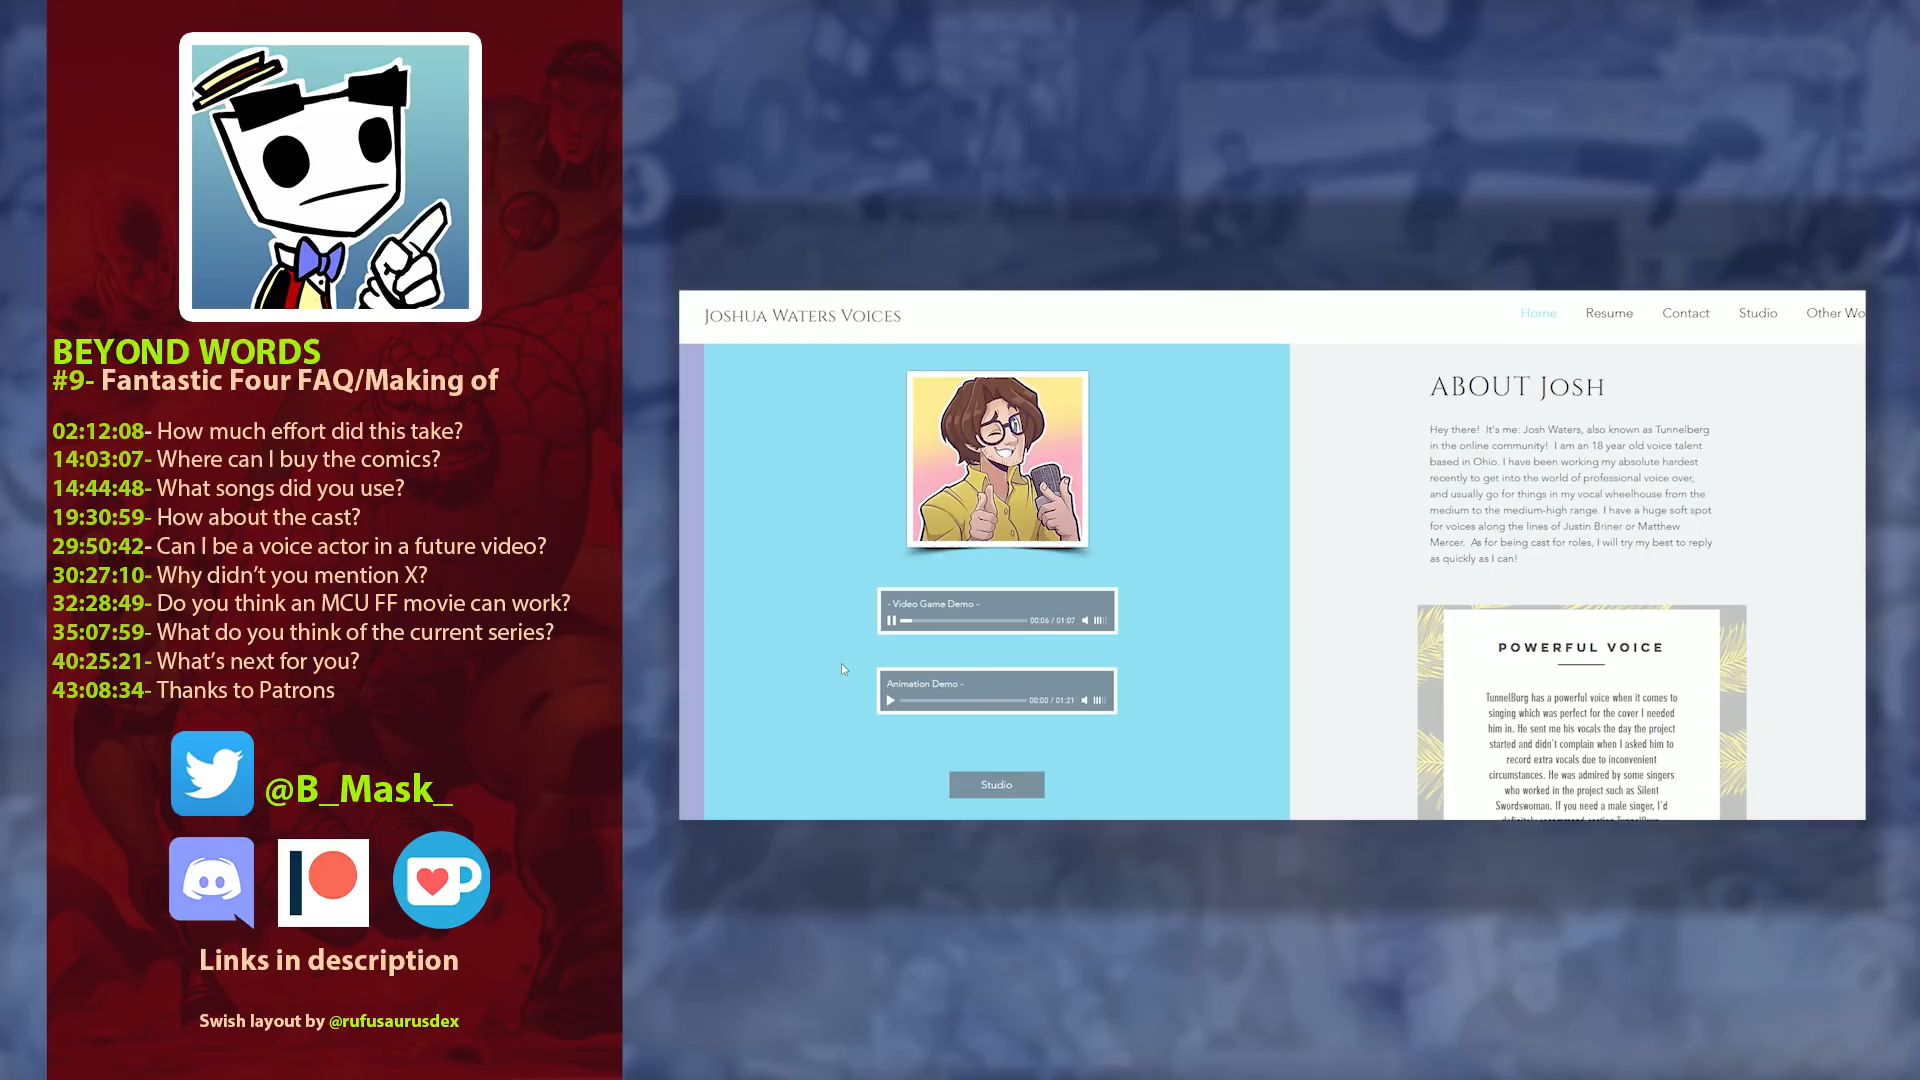 BEYOND WORDS
#9- Fantastic Four FAQ/Making of
02:12:08- How much effort did this take?
14:03:07- Where can I buy the comics?
14:44:48- What songs did you use?
19:30:59- How about the cast?
29:50:42- Can I be a voice actor in a future video?
30:27:10- Why didn't you mention X?
32:28:49- Do you think an MCU FF movie can work?
35:07:59- What do you think of the current series?
40:25:21- What's next for you?
43:08:34- Thanks to Patrons
@B_Mask_
Links in description
Swish layout by @rufusaurusdex
Joshua Waters Voices
Home Resume Contact Studio Other Wo
- Video Game Demo -
00:06 / 01:07
Animation Demo -
00:00 / 01:21
Studio
ABOUT Josh
Hey there! It's me: Josh Waters, also known as Tunnelberg
in the online community! I am an 18 year old voice talent
based in Ohio. I have been working my absolute hardest
recently to get into the world of professional voice over,
and usually go for things in my vocal wheelhouse from the
medium to the medium-high range. I have a huge soft spot
for voices along the lines of Justin Briner or Matthew
Mercer. As for being cast for roles, I will try my best to reply
as quickly as I can!
POWERFUL VOICE
TunnelBurg has a powerful voice when it comes to
singing which was perfect for the cover I needed
him in. He sent me his vocals the day the project
started and didn't complain when I asked him to
record extra vocals due to inconvenient
circumstances. He was admired by some singers
who worked in the project such as Silent
Swordswoman. If you need a male singer, I'd